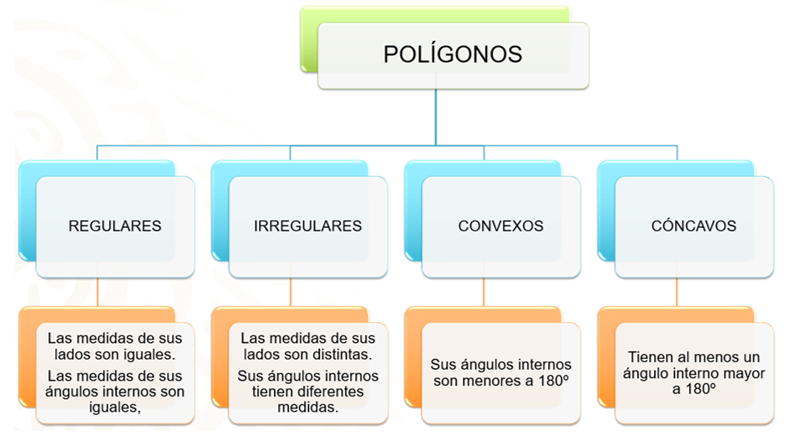 POLÍGONOS
REGULARES
IRREGULARES
CONVEXOS
CÓNCAVOS
Las medidas de sus
lados son iguales.
Las medidas de sus
ángulos internos son
iguales,
Las medidas de sus
lados son distintas.
Sus ángulos internos
tienen diferentes
medidas.
Sus ángulos internos
son menores a 180º
Tienen al menos un
ángulo interno mayor
a 180º